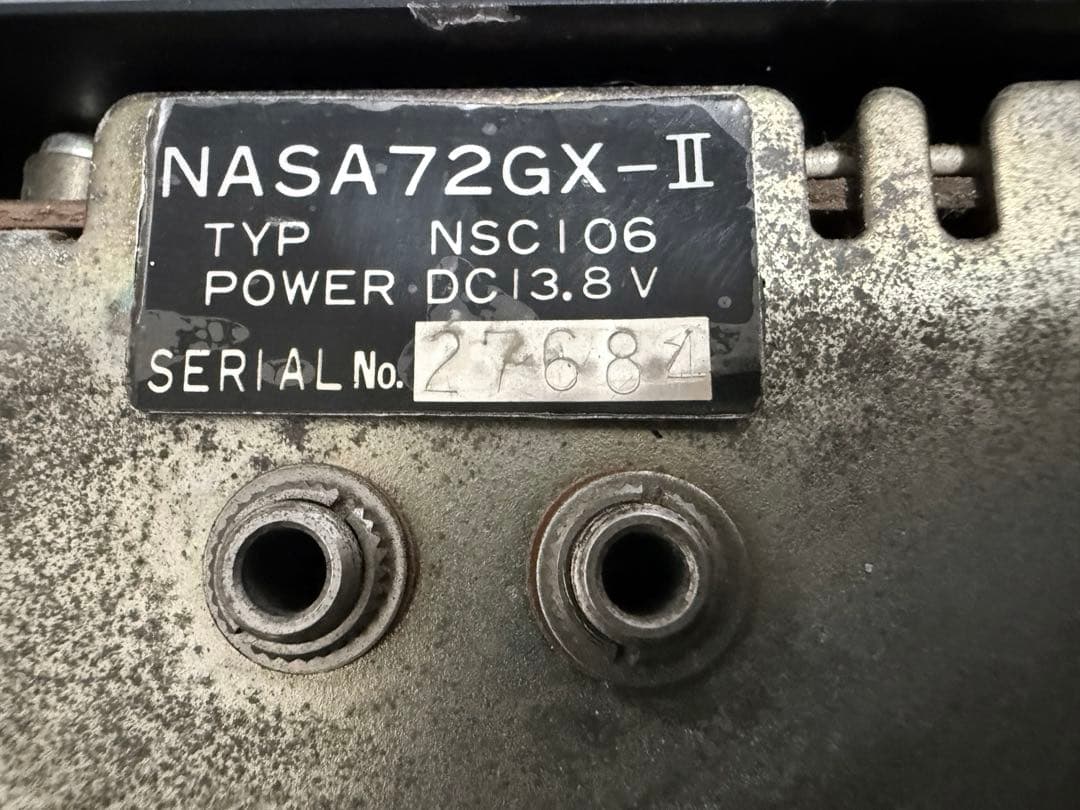 NASA72GX-II
TYP NSC106
POWER DC13.8V
SERIAL No. 27684